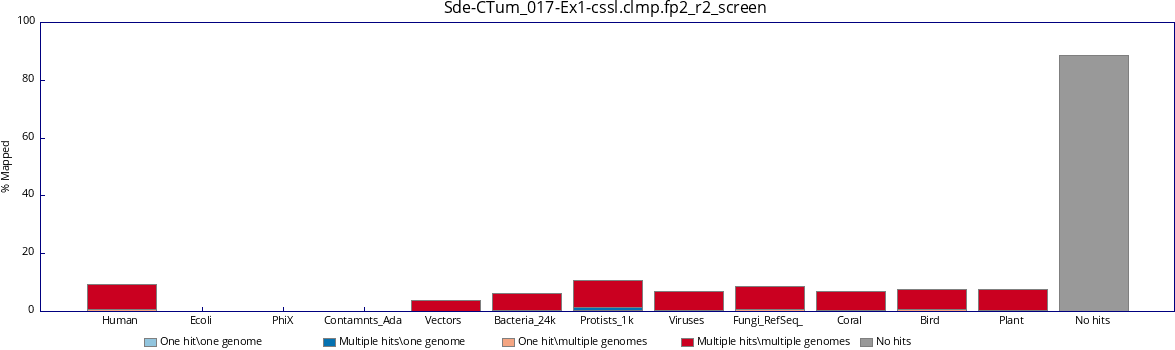 Sde-CTum_017-Ex1-cssl.clmp.fp2_r2_screen
100
80
60
40
20
0
% Mapped
Human Ecoli PhiX Contamnts_Ada Vectors Bacteria_24k Protists_1k Viruses Fungi_RefSeq_ Coral Bird Plant No hits
One hit\one genome Multiple hits\one genome One hit\multiple genomes Multiple hits\multiple genomes No hits